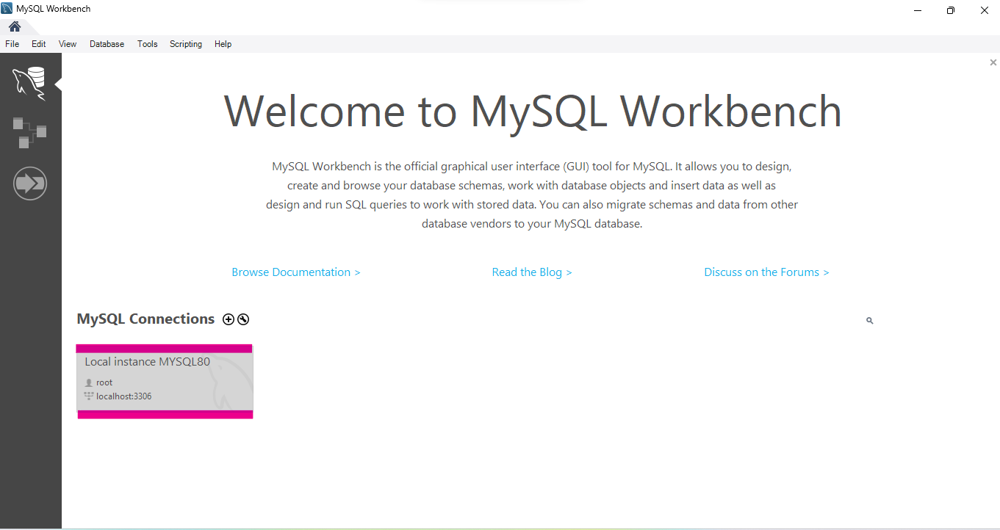 MySQL Workbench
File Edit View Database Tools Scripting Help
Welcome to MySQL Workbench
MySQL Workbench is the official graphical user interface (GUI) tool for MySQL. It allows you to design,
create and browse your database schemas, work with database objects and insert data as well as
design and run SQL queries to work with stored data. You can also migrate schemas and data from other
database vendors to your MySQL database.
Browse Documentation > Read the Blog > Discuss on the Forums >
MySQL Connections
Local instance MYSQL80
root
localhost:3306